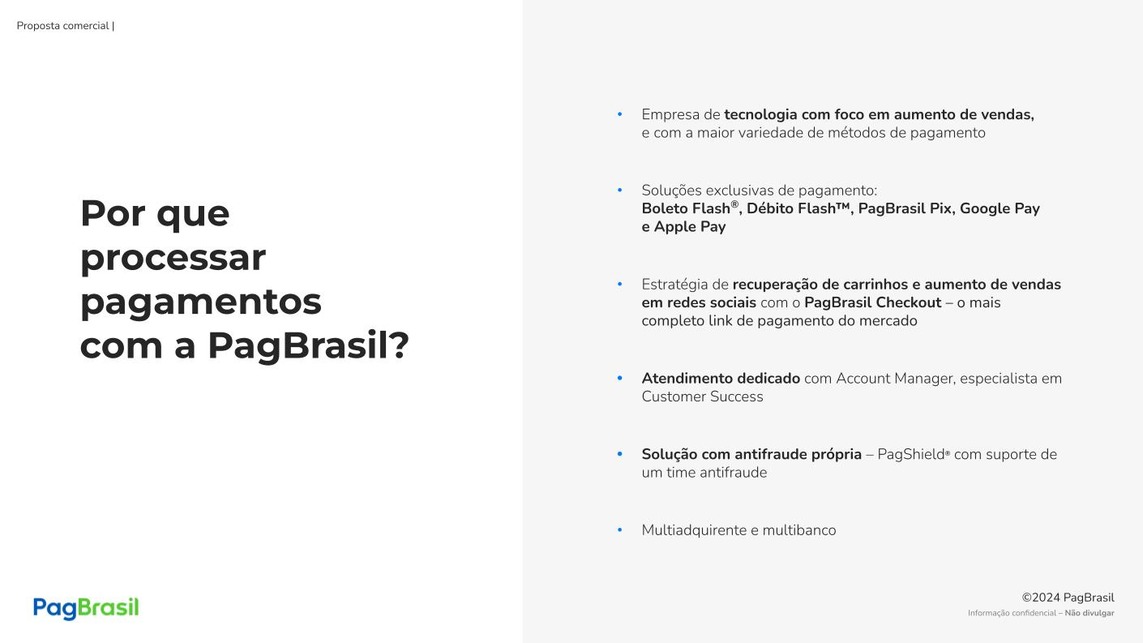 Proposta comercial |
Por que
processar
pagamentos
com a PagBrasil?
• Empresa de tecnologia com foco em aumento de vendas,
e com a maior variedade de métodos de pagamento
• Soluções exclusivas de pagamento:
Boleto Flash®, Débito Flash™, PagBrasil Pix, Google Pay
e Apple Pay
• Estratégia de recuperação de carrinhos e aumento de vendas
em redes sociais com o PagBrasil Checkout – o mais
completo link de pagamento do mercado
• Atendimento dedicado com Account Manager, especialista em
Customer Success
• Solução com antifraude própria – PagShield® com suporte de
um time antifraude
• Multiadquirente e multibanco
PagBrasil
©2024 PagBrasil
Informação confidencial – Não divulgar